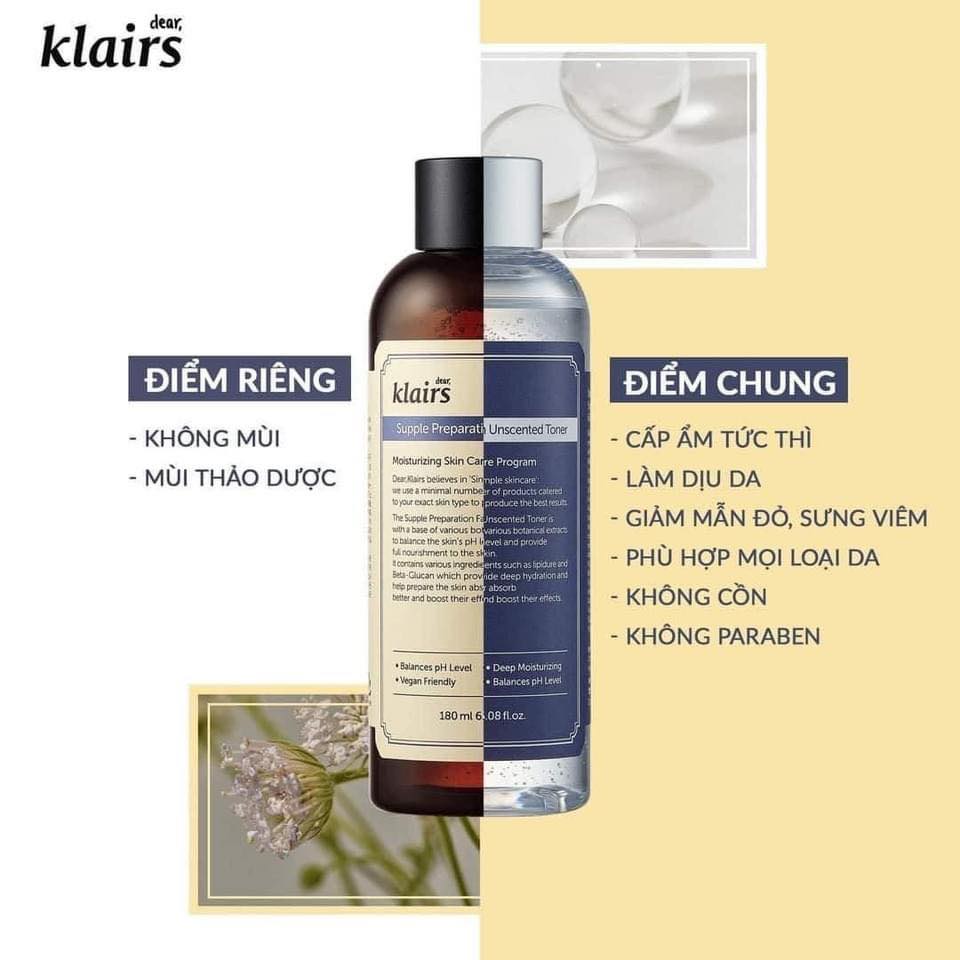 dear,
klairs
ĐIỂM RIÊNG
- KHÔNG MÙI
- MÙI THẢO DƯỢC
ĐIỂM CHUNG
- CẤP ẨM TỨC THÌ
- LÀM DỊU DA
- GIẢM MẪN ĐỎ, SƯNG VIÊM
- PHÙ HỢP MỌI LOẠI DA
- KHÔNG CỒN
- KHÔNG PARABEN
dear,
klairs
Supple Preparati Unscented Toner
Moisturizing Skin Care Program
Dear,Klairs believes in 'Simple skincare'
we use a minimal number of products catered
to your exact skin type to produce the best results.
The Supple Preparation Unscented Toner is
with a base of various botanical extracts
to balance the skin's pH level and provide
full nourishment to the skin.
It contains various ingredients such as lipidure and
Beta-Glucan which provide deep hydration and
help prepare the skin abs absorb
better and boost their eff nd boost their effects.
• Balances pH Level • Deep Moisturizing
• Vegan Friendly • Balances pH Level
180 ml 6.08 fl.oz.